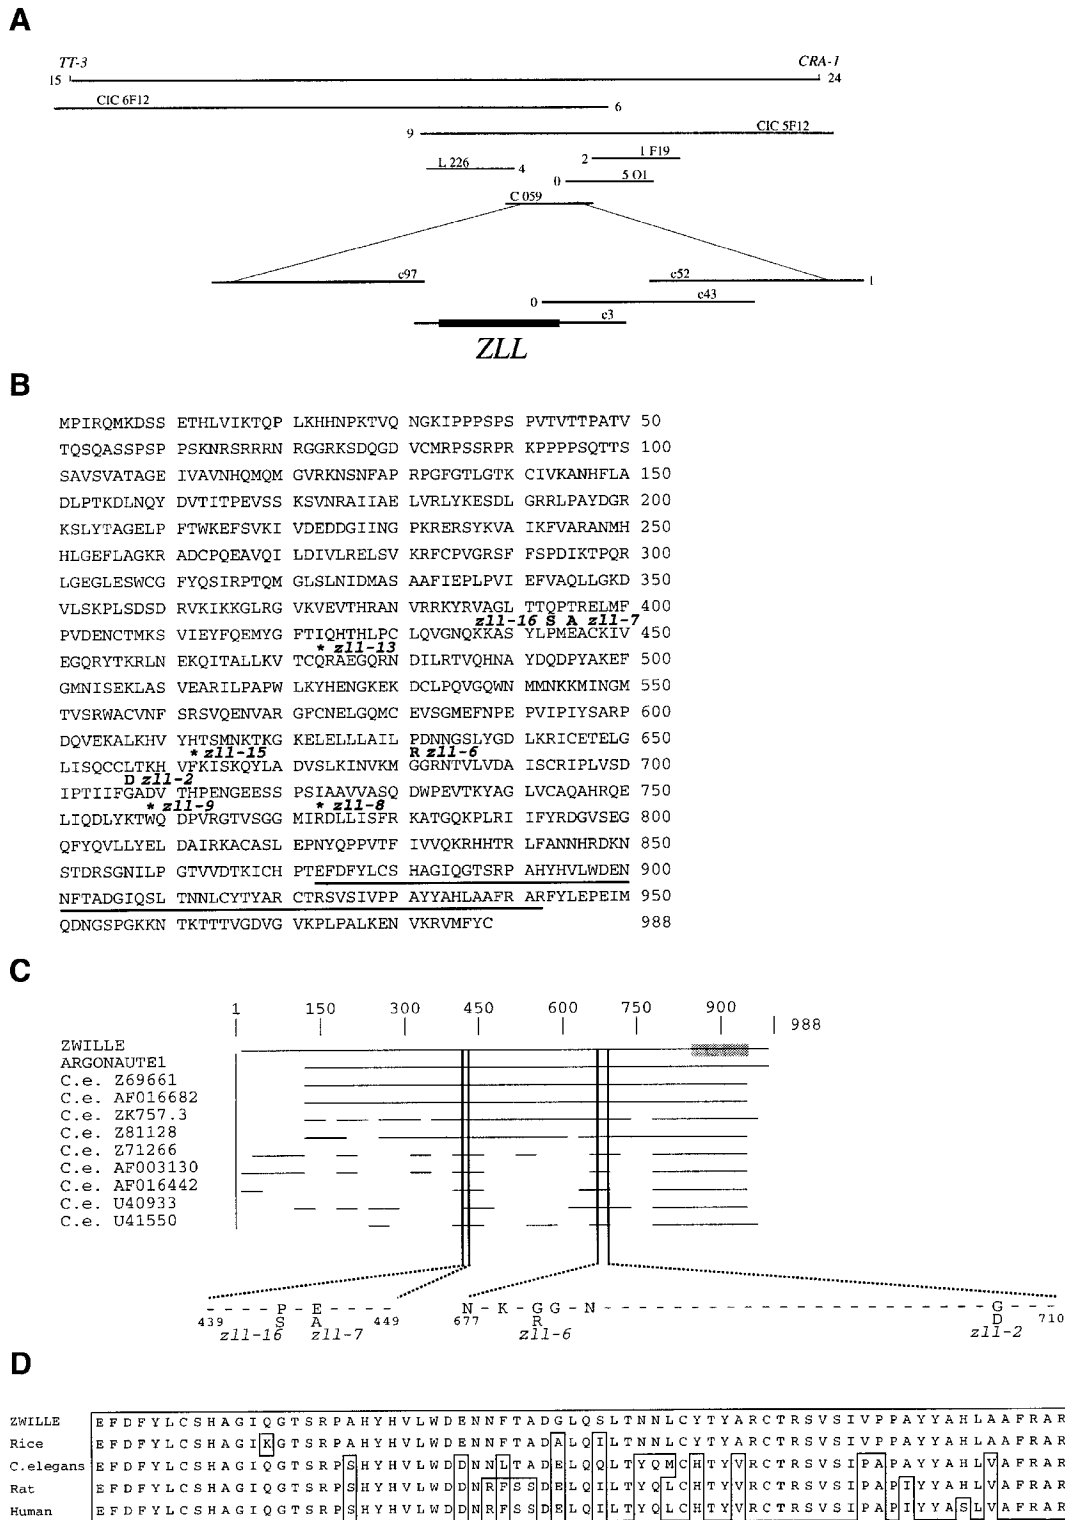 A
TT-3 CRA-1
15 24
CIC 6F12 6
9 CIC 5F12
2 1 F19
L 226 4
0 5 O1
C 059
c97 c52 1
0 c43
c3
ZLL
B
MPIRQMKDSS ETHLVIKTQP LKHHNPKTVQ NGKIPPPSPS PVTVTTPATV 50
TQSQASSPSP PSKNRSRRRN RGGRKSDQGD VCMRPSSRPR KPPPPSQTTS 100
SAVSVATAGE IVAVNHQMQM GVRKNSNFAP RPGFGTLGTK CIVKANHFLA 150
DLPTKDLNQY DVTITPEVSS KSVNRAIIAE LVRLYKESDL GRRLPAYDGR 200
KSLYTAGELP FTWKEFSVKI VDEDDGIING PKRERSYKVA IKFVARANMH 250
HLGEFLAGKR ADCPQEAVQI LDIVLRELSV KRFCPVGRSF FSPDIKTPQR 300
LGEGLESWCG FYQSIRPTQM GLSLNIDMAS AAFIEPLPVI EFVAQLLGKD 350
VLSKPLSDSD RVKIKKGLRG VKVEVTHRAN VRRKYRVAGL TTQPTRELMF 400
zll-16 S A zll-7
PVDENCTMKS VIEYFQEMYG FTIQHTHLPC LQVGNQKKAS YLPMEACKIV 450
* zll-13
EGQRYTKRLN EKQITALLKV TCQRAEGQRN DILRTVQHNA YDQDPYAKEF 500
GMNISEKLAS VEARILPAPW LKYHENGKEK DCLPQVGQWN MMNKKMINGM 550
TVSRWACVNF SRSVQENVAR GFCNELGQMC EVSGMEFNPE PVIPIYSARP 600
DQVEKALKHV YHTSMNKTKG KELELLLAIL PDNNGSLYGD LKRICETELG 650
* zll-15 R zll-6
LISQCCLTKH VFKISKQYLA DVSLKINVKM GGRNTVLVDA ISCRIPLVSD 700
D zll-2
IPTIIFGADV THPENGEESS PSIAAVVASQ DWPEVTKYAG LVCAQAHRQE 750
* zll-9 * zll-8
LIQDLYKTWQ DPVRGTVSGG MIRDLLISFR KATGQKPLRI IFYRDGVSEG 800
QFYQVLLYEL DAIRKACASL EPNYQPPVTF IVVQKRHHTR LFANNHRDKN 850
STDRSGNILP GTVVDTKICH PTEFDFYLCS HAGIQGTSRP AHYHVLWDEN 900
NFTADGIQSL TNNLCYTYAR CTRSVSIVPP AYYAHLAAFR ARFYLEPEIM 950
QDNGSPGKKN TKTTTVGDVG VKPLPALKEN VKRVMFYC 988
C
1 150 300 450 600 750 900 988
ZWILLE
ARGONAUTE1
C.e. Z69661
C.e. AF016682
C.e. ZK757.3
C.e. Z81128
C.e. Z71266
C.e. AF003130
C.e. AF016442
C.e. U40933
C.e. U41550
- - - - P - E - - - - N - K - G G - N - - - - - - - - - - - - - - - - - - - - - - G - - -
439 S A 449 677 R D 710
zll-16 zll-7 zll-6 zll-2
D
ZWILLE EFDFYLCSHAGIQGTSRPAHYHVLWDENNFTADGLQSLTNNLCYTYARCTRSVSIVPPAYYAHLAAFRAR
Rice EFDFYLCSHAGIKGTSRPAHYHVLWDENNFTADALQILTNNLCYTYARCTRSVSIVPPAYYAHLAAFRAR
C.elegans EFDFYLCSHAGIQGTSRPSHYHVLWDDNNLTADELQQLTYQMCHTYVRCTRSVSIPAPAYYAHLVAFRAR
Rat EFDFYLCSHAGIQGTSRPSHYHVLWDDNRFSSDELQILTYQLCHTYVRCTRSVSIPAPAYYAHLVAFRAR
Human EFDFYLCSHAGIQGTSRPSHYHVLWDDNRFSSDELQILTYQLCHTYVRCTRSVSIPAPIYYASLVAFRAR